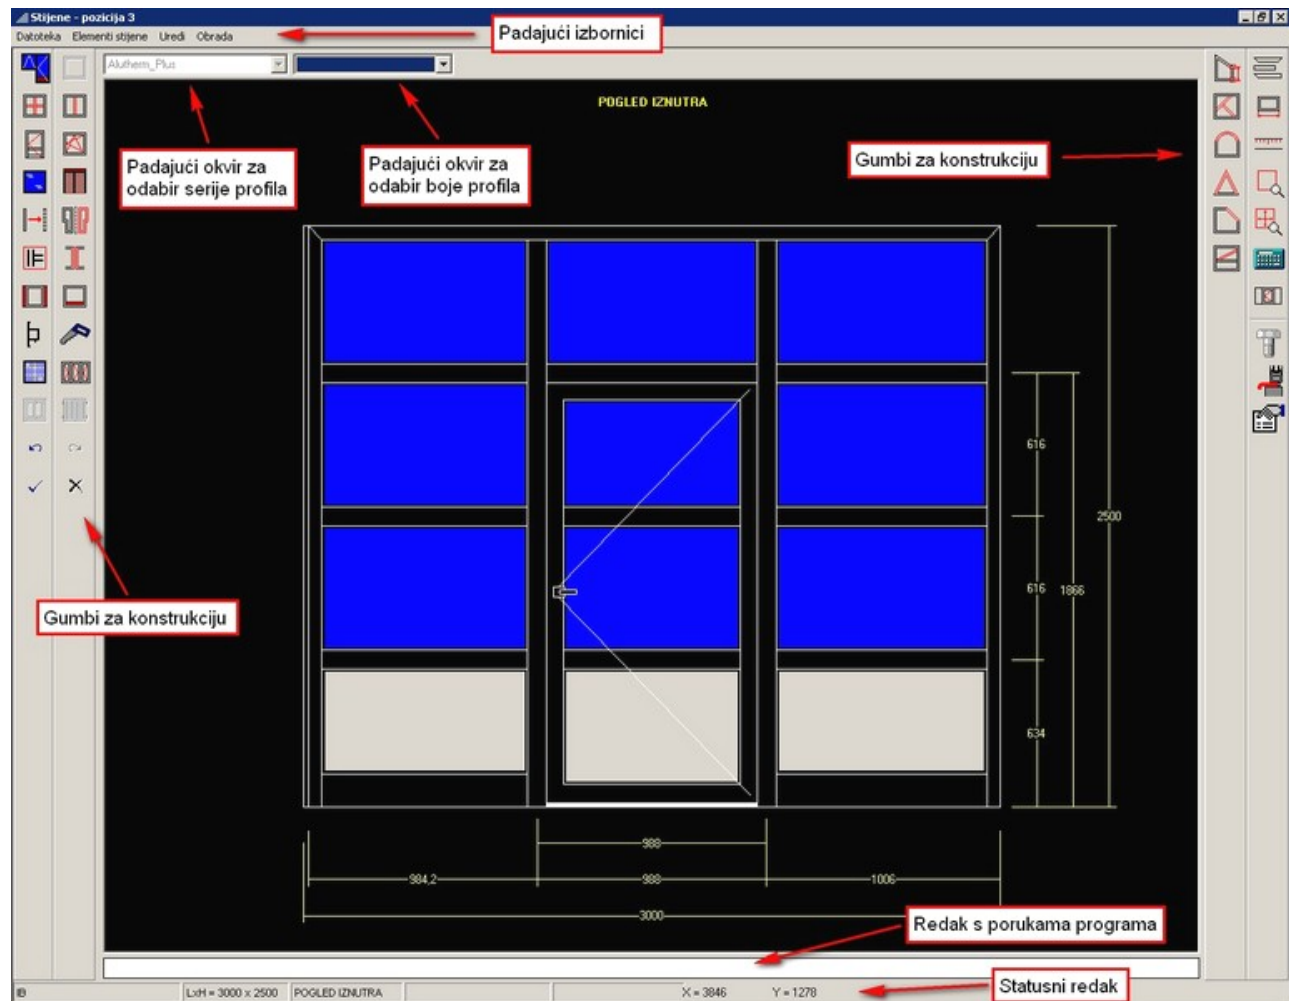 Stijene - pozicija 3
Datoteka Elementi stijene Uredi Obrada
Padajući izbornici
Aluthem_Plus
POGLED IZNUTRA
Padajući okvir za
odabir serije profila
Padajući okvir za
odabir boje profila
Gumbi za konstrukciju
616
2500
616
1866
634
Gumbi za konstrukciju
988
984,2
988
1006
3000
Redak s porukama programa
LxH = 3000 x 2500
POGLED IZNUTRA
X = 3846
Y = 1278
Statusni redak